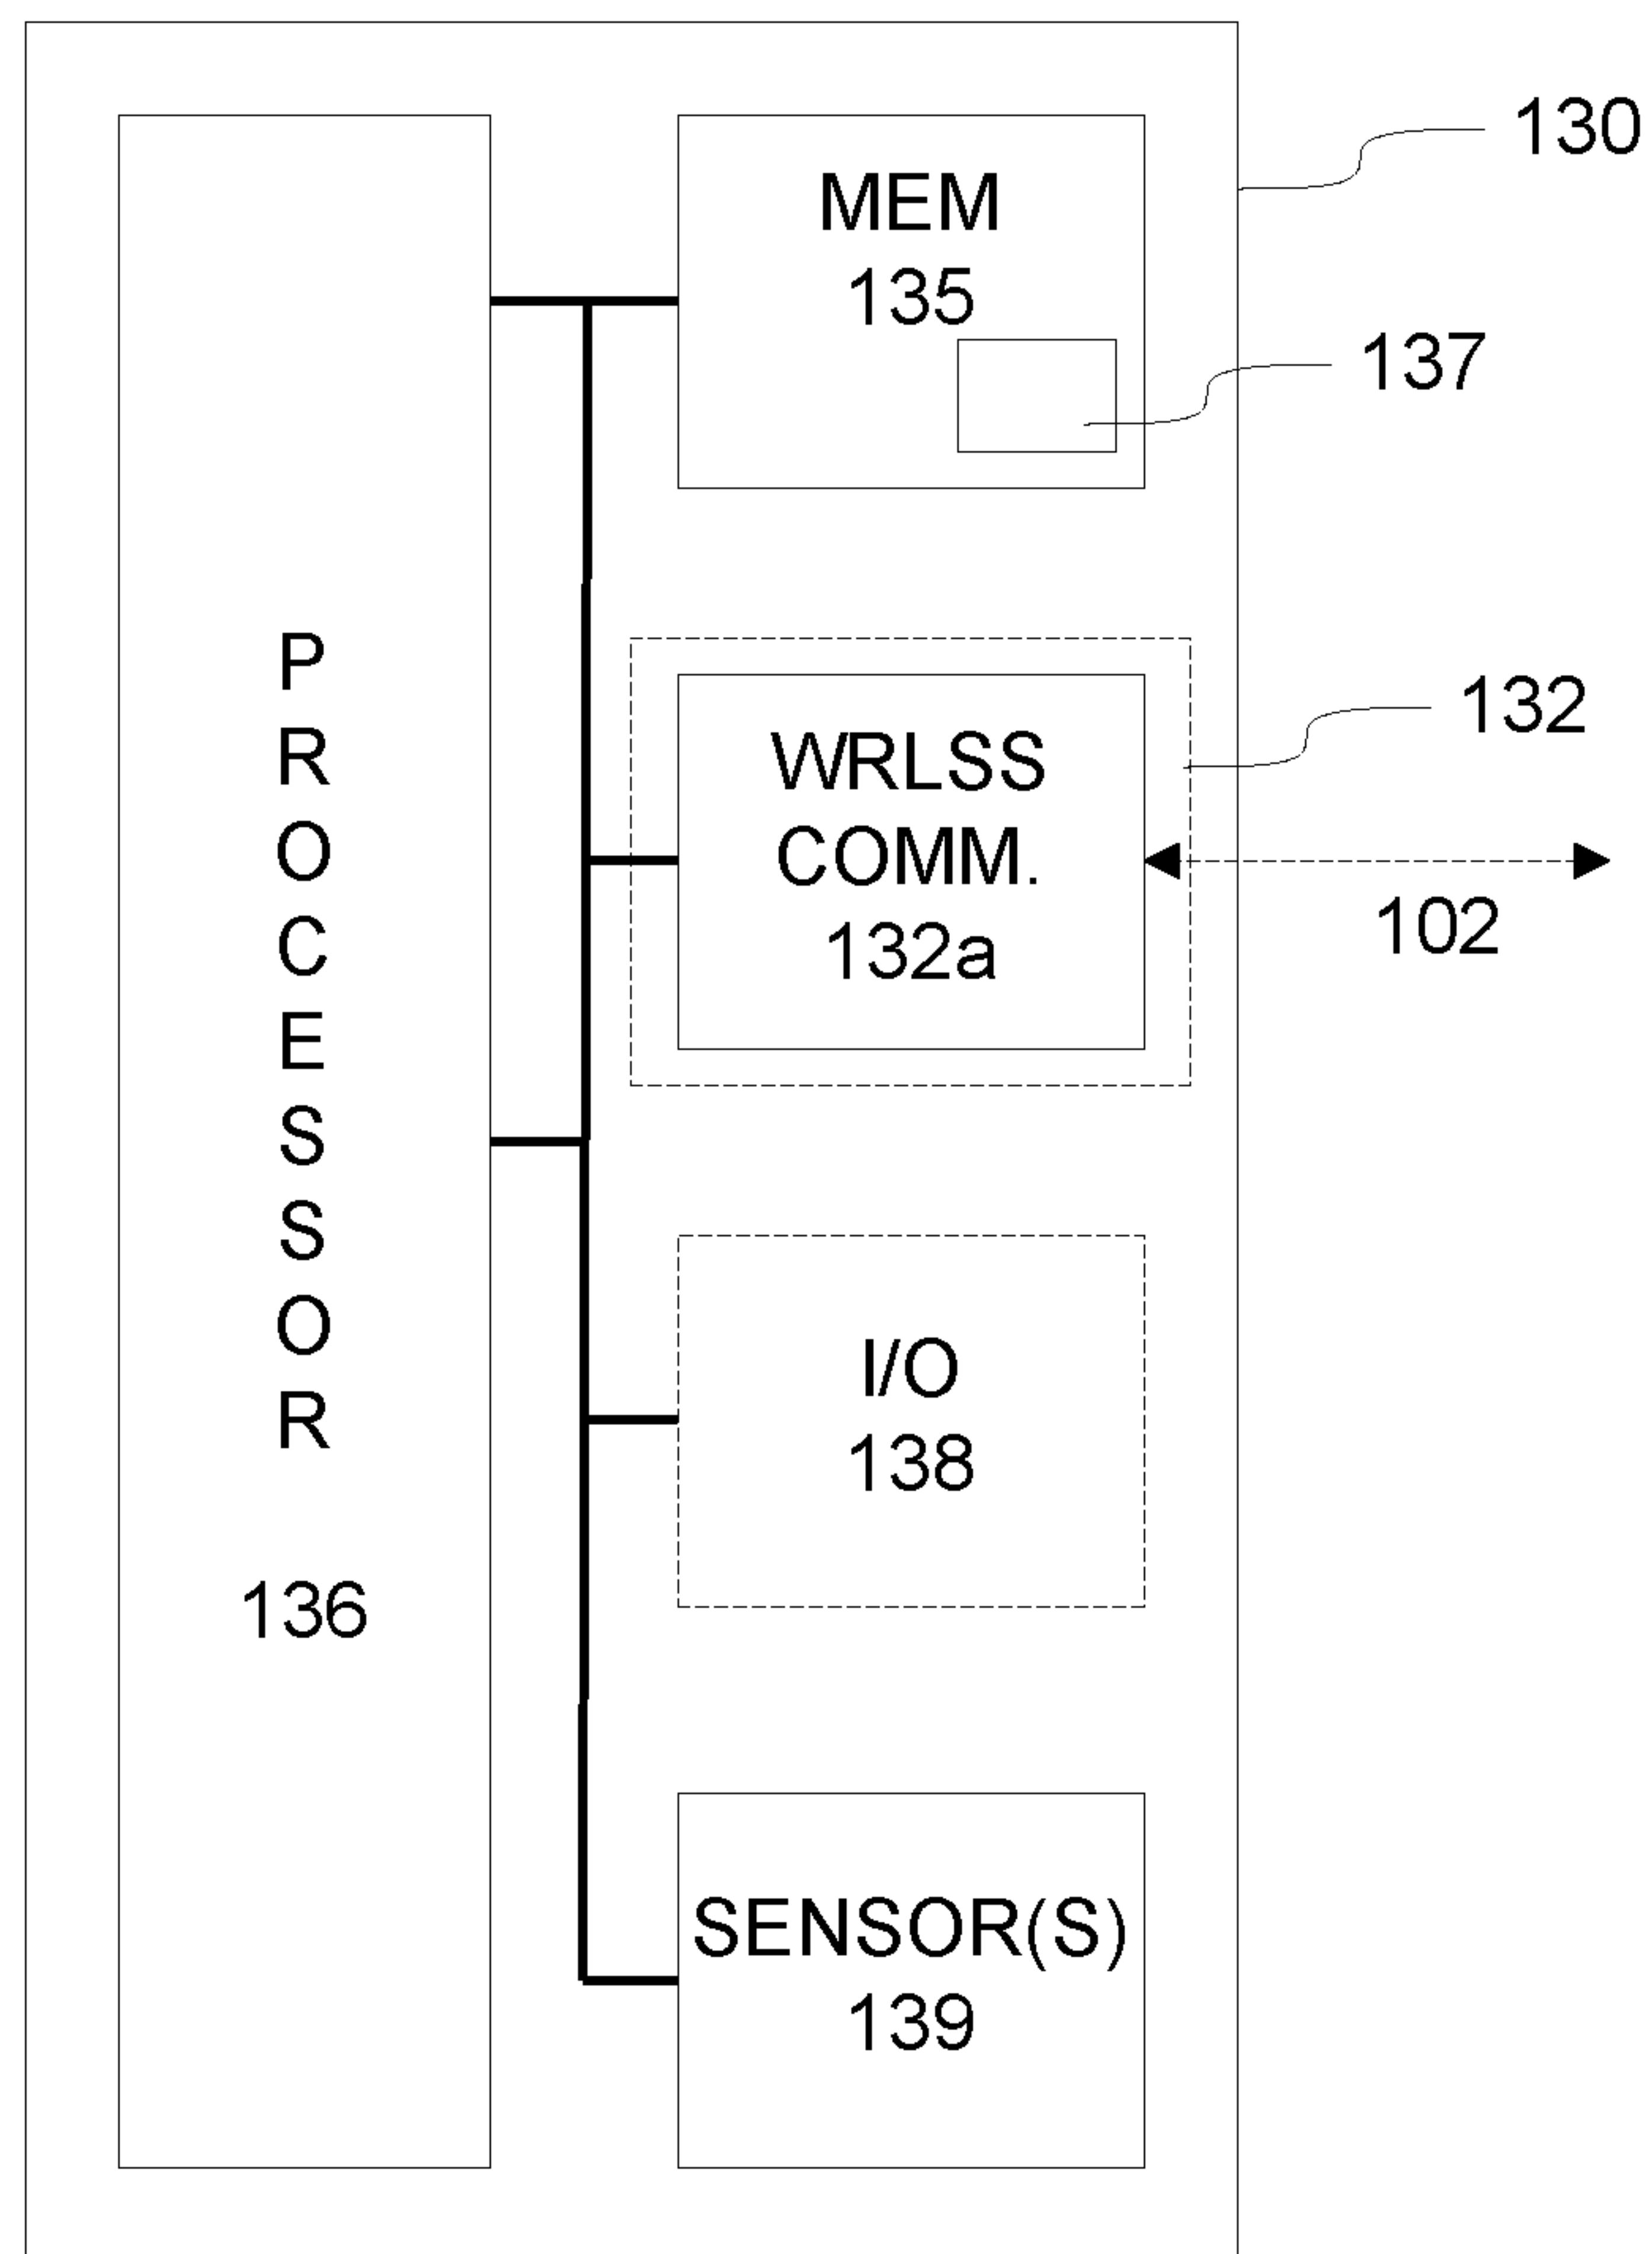 130
MEM
135
137
P
R
O
C
E
S
S
O
R
136
132
WRLSS
COMM.
132a
102
I/O
138
SENSOR(S)
139